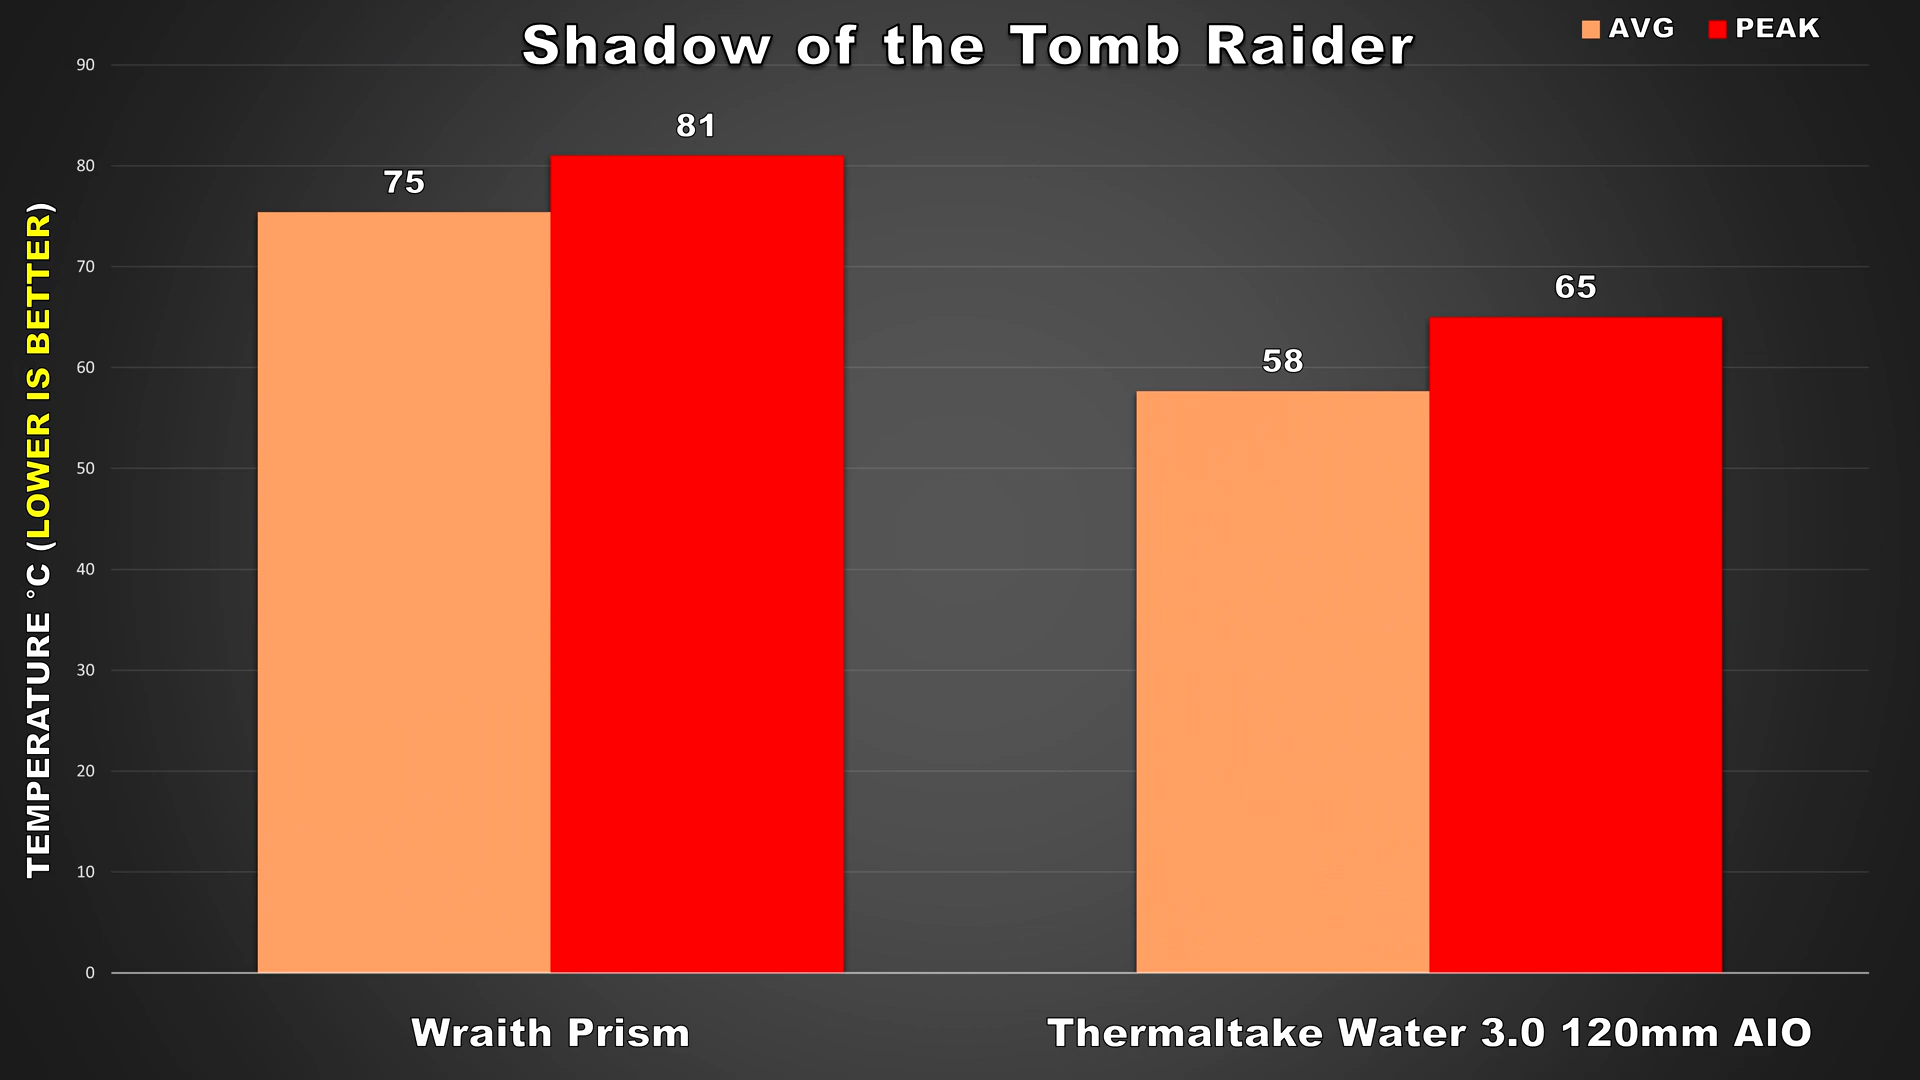 Shadow of the Tomb Raider
AVG PEAK
TEMPERATURE °C (LOWER IS BETTER)
90
80
70
60
50
40
30
20
10
0
75
81
58
65
Wraith Prism
Thermaltake Water 3.0 120mm AIO